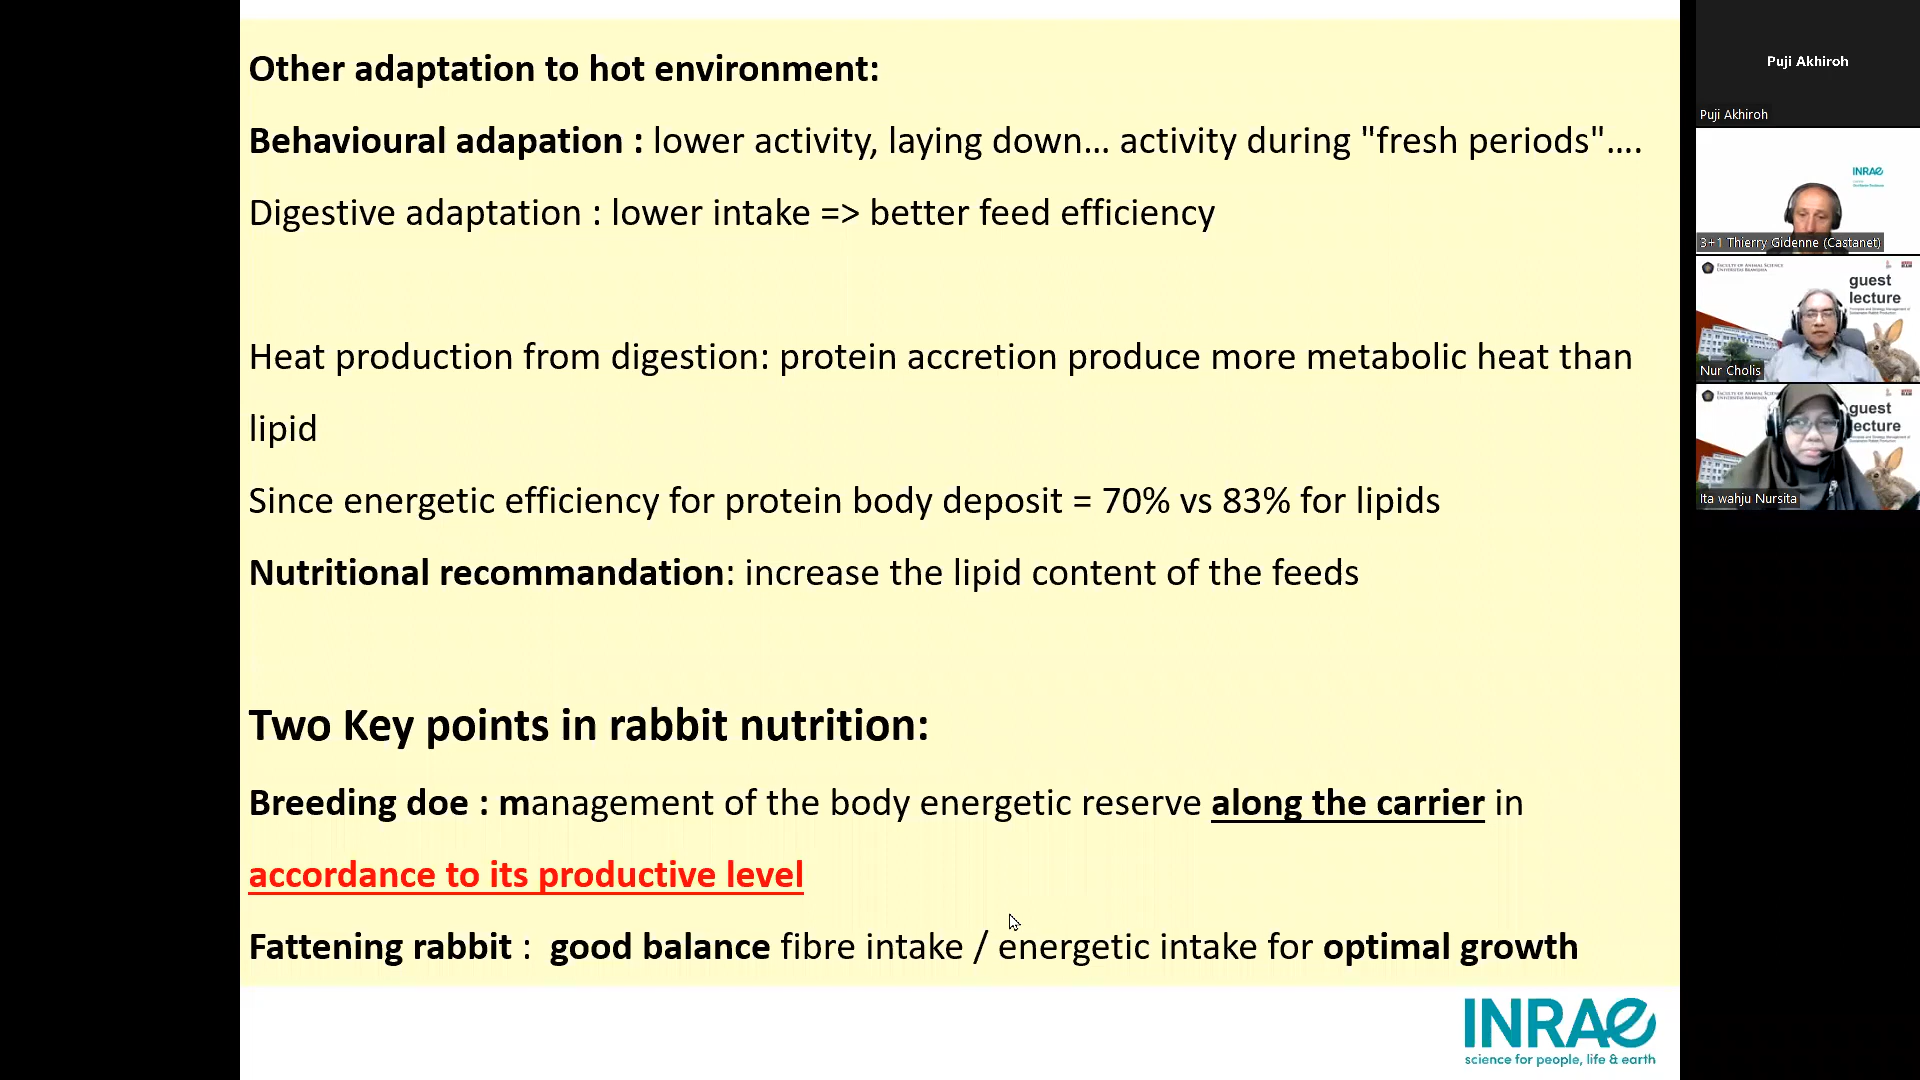 Other adaptation to hot environment:
Behavioural adapation : lower activity, laying down... activity during "fresh periods"....
Digestive adaptation : lower intake => better feed efficiency
Heat production from digestion: protein accretion produce more metabolic heat than
lipid
Since energetic efficiency for protein body deposit = 70% vs 83% for lipids
Nutritional recommandation: increase the lipid content of the feeds
Two Key points in rabbit nutrition:
Breeding doe : management of the body energetic reserve along the carrier in
accordance to its productive level
Fattening rabbit :  good balance fibre intake / energetic intake for optimal growth
INRAE
science for people, life & earth
Puji Akhiroh
Puji Akhiroh
INRAE
3+1 Thierry Gidenne (Castanet)
FACULTY OF ANIMAL SCIENCE
UNIVERSITAS BRAWIJAYA
guest
lecture
Nur Cholis
FACULTY OF ANIMAL SCIENCE
UNIVERSITAS BRAWIJAYA
guest
lecture
Ita wahju Nursita